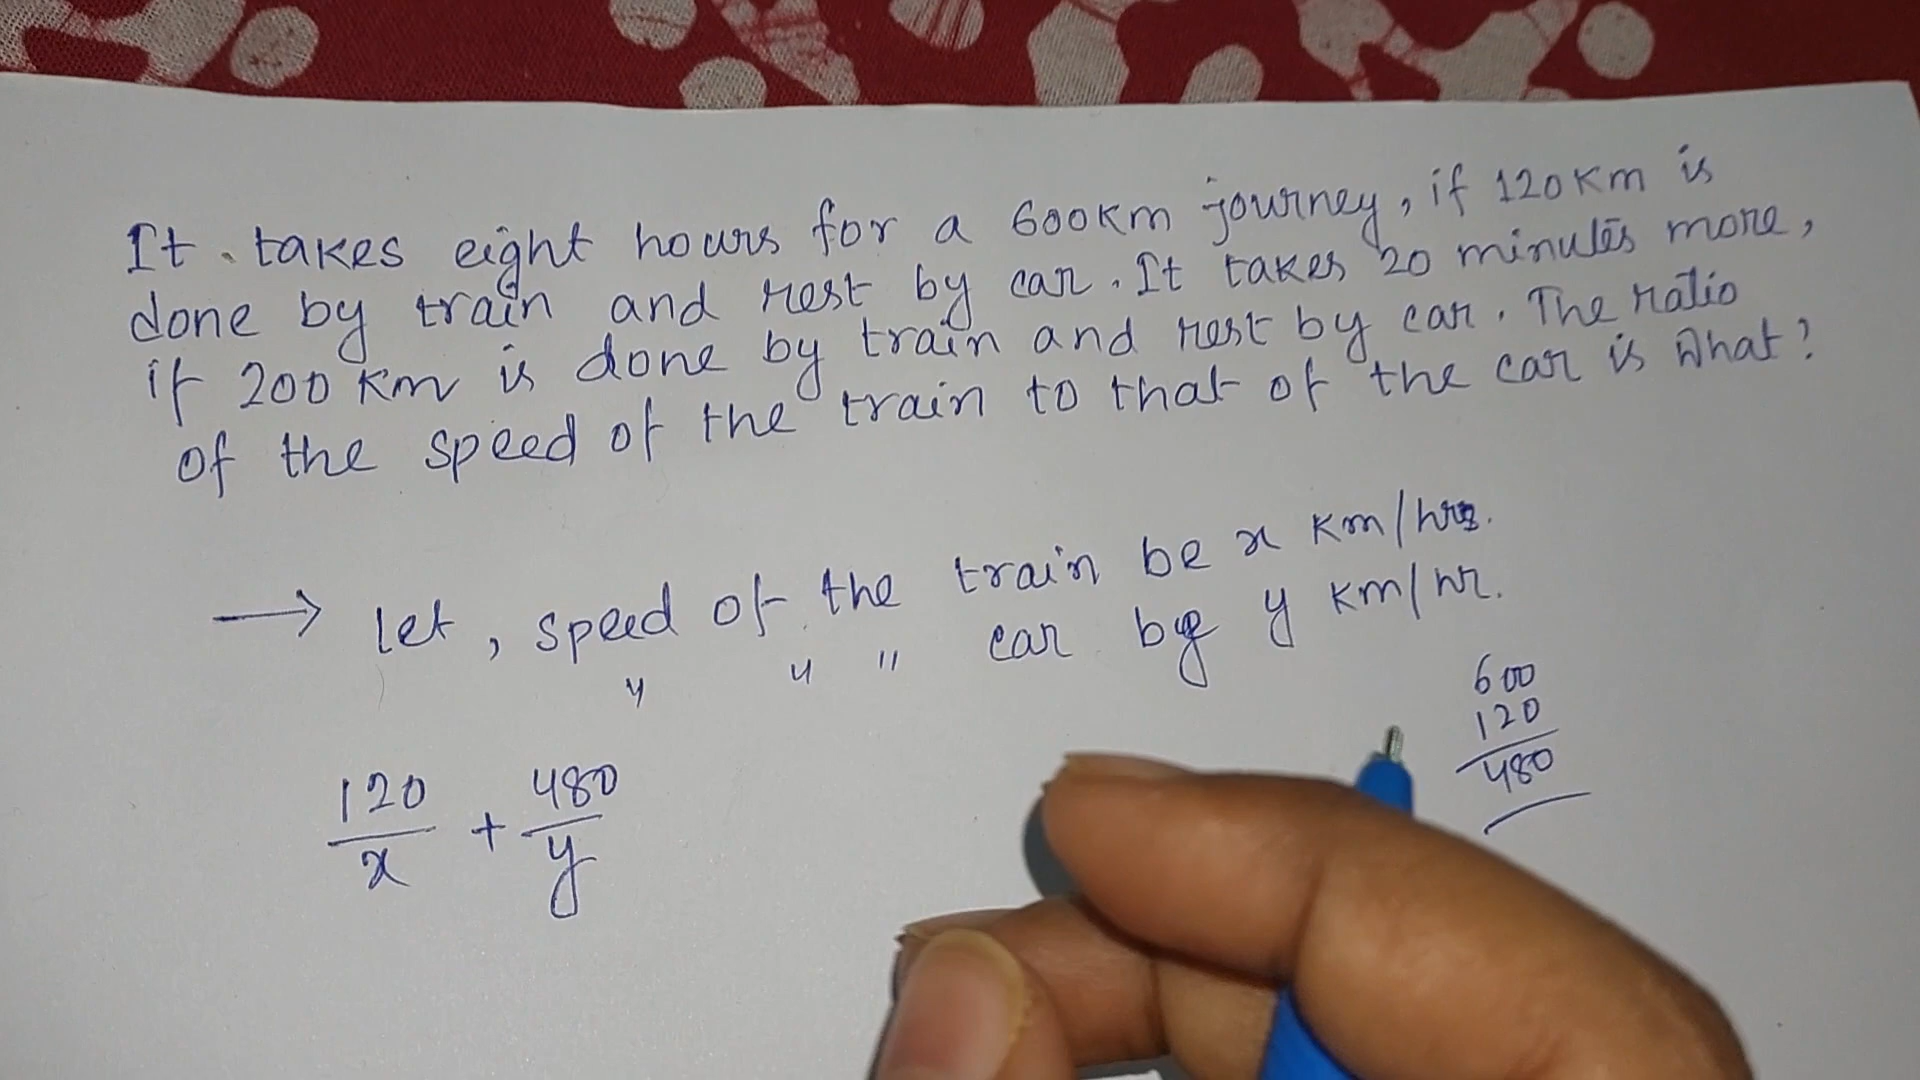 It takes eight hours for a 600km journey, if 120km is
done by train and rest by car. It takes 20 minutes more,
if 200 km is done by train and rest by car. The ratio
of the speed of the train to that of the car is what?
→ let, speed of the train be x km/hrs.
" " " car be y km/hr.
120/x + 480/y
600
120
480